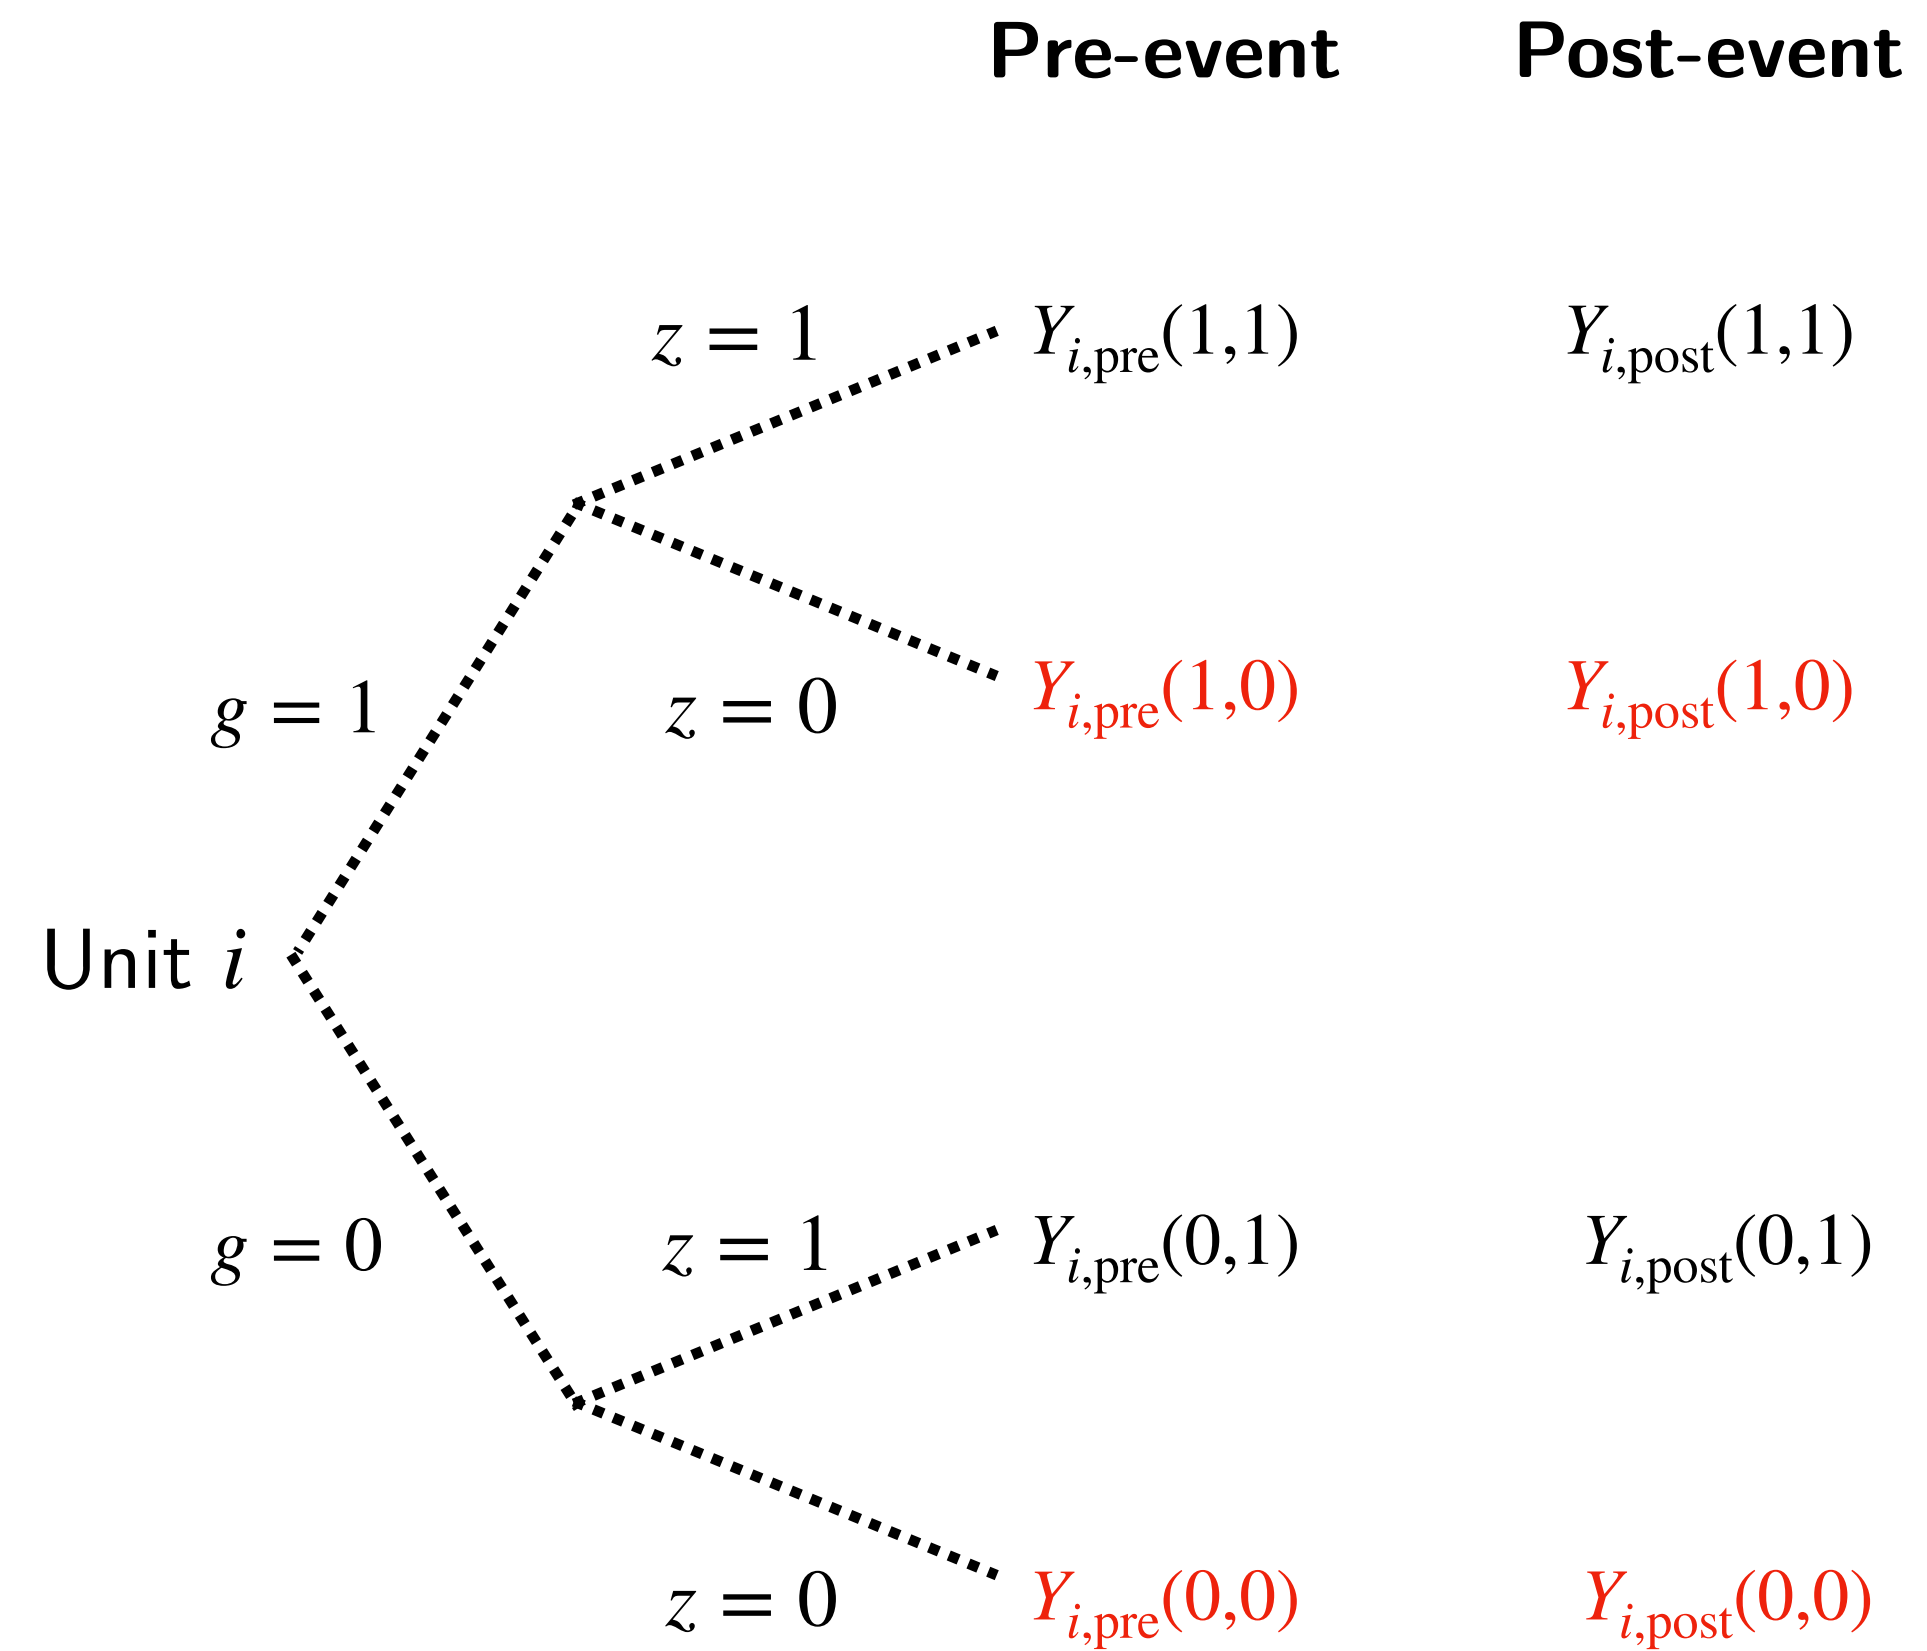 Pre-event Post-event
z = 1 Y_{i,pre}(1,1) Y_{i,post}(1,1)
g = 1 z = 0 Y_{i,pre}(1,0) Y_{i,post}(1,0)
Unit i
g = 0 z = 1 Y_{i,pre}(0,1) Y_{i,post}(0,1)
z = 0 Y_{i,pre}(0,0) Y_{i,post}(0,0)